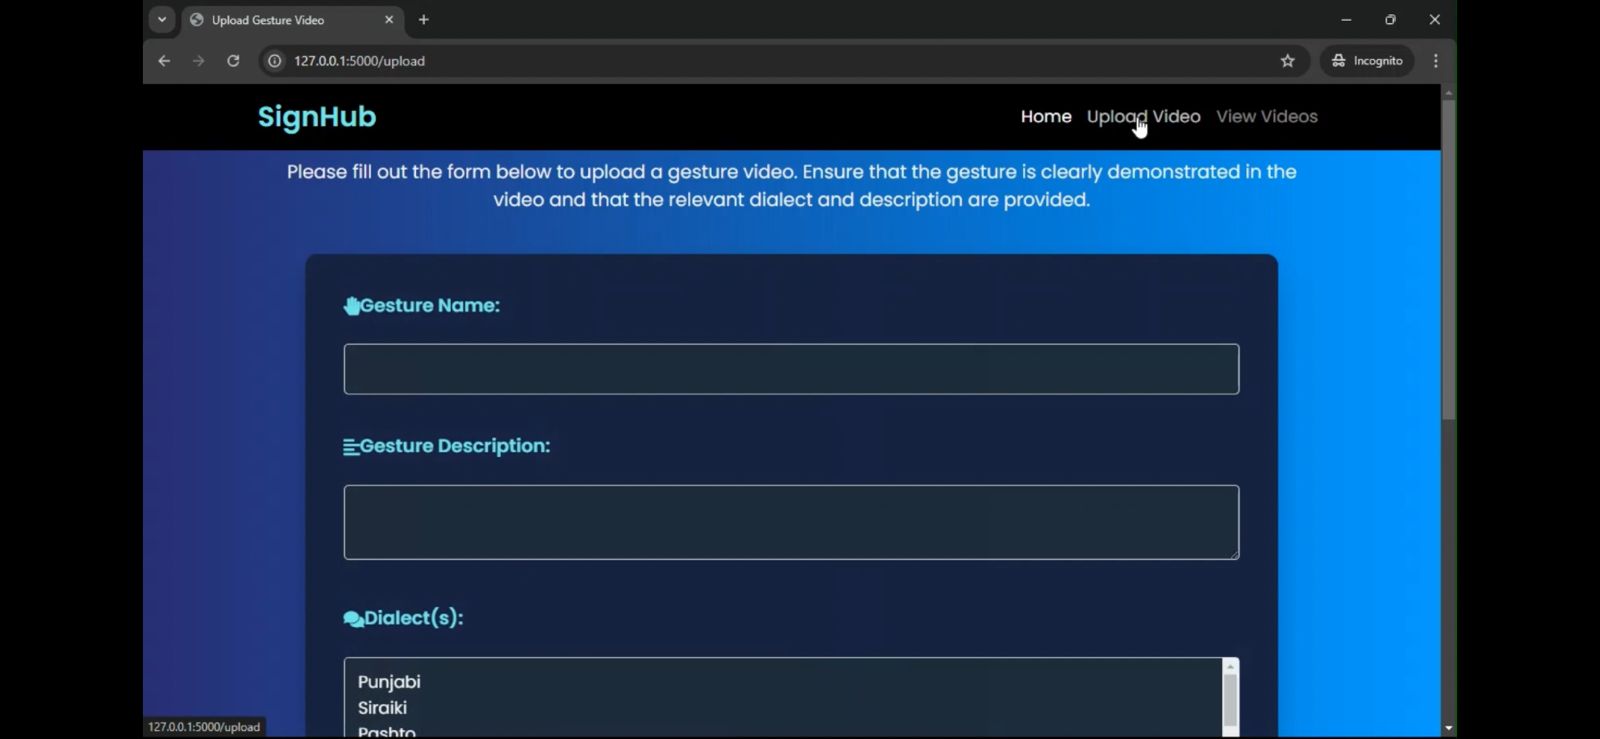 Upload Gesture Video
127.0.0.1:5000/upload
Incognito
SignHub
Home Upload Video View Videos
Please fill out the form below to upload a gesture video. Ensure that the gesture is clearly demonstrated in the
video and that the relevant dialect and description are provided.
Gesture Name:
Gesture Description:
Dialect(s):
Punjabi
Siraiki
Pashto
127.0.0.1:5000/upload